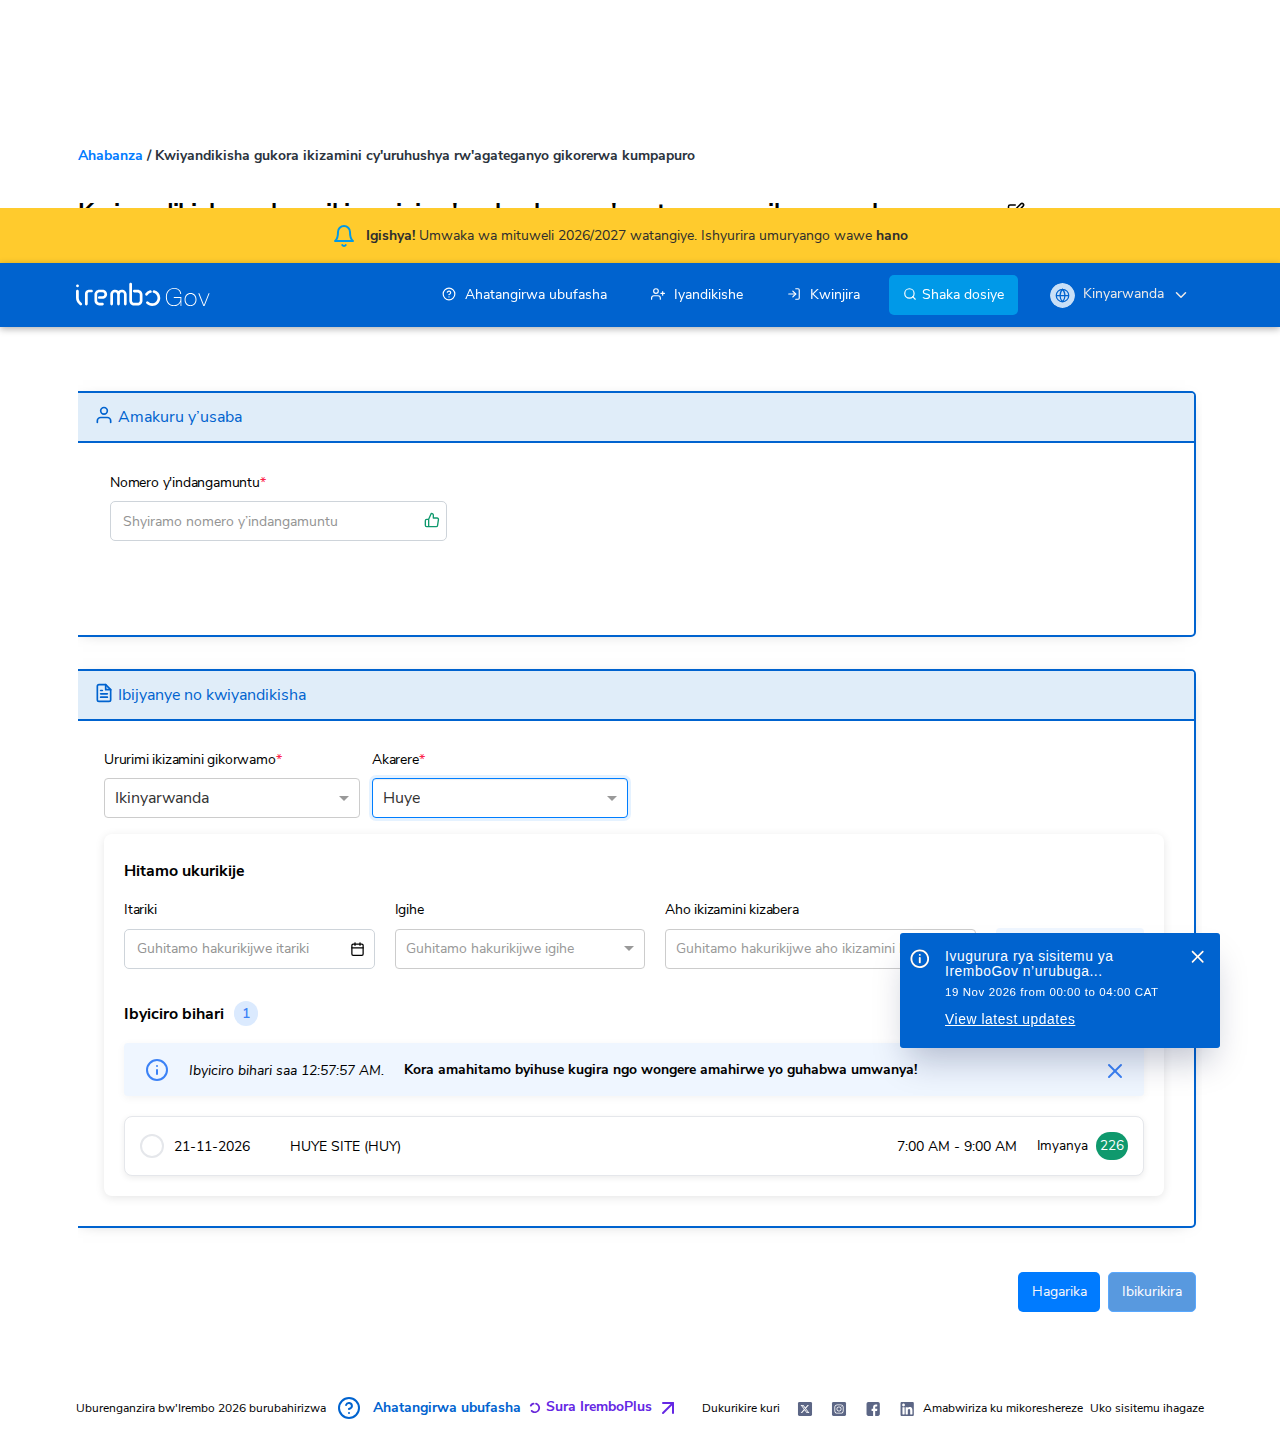 Ahabanza / Kwiyandikisha gukora ikizamini cy'uruhushya rw'agateganyo gikorerwa kumpapuro
Igishya! Umwaka wa mituweli 2026/2027 watangiye. Ishyurira umuryango wawe hano
irembo Gov
Ahatangirwa ubufasha
Iyandikishe
Kwinjira
Shaka dosiye
Kinyarwanda
Amakuru y’usaba
Nomero y'indangamuntu*
Shyiramo nomero y’indangamuntu
Ibijyanye no kwiyandikisha
Ururimi ikizamini gikorwamo*
Akarere*
Ikinyarwanda
Huye
Hitamo ukurikije
Itariki
Igihe
Aho ikizamini kizabera
Guhitamo hakurikijwe itariki
Guhitamo hakurikijwe igihe
Guhitamo hakurikijwe aho ikizamini
Ivugurura rya sisitemu ya
IremboGov n’urubuga...
19 Nov 2026 from 00:00 to 04:00 CAT
View latest updates
Ibyiciro bihari 1
Ibyiciro bihari saa 12:57:57 AM. Kora amahitamo byihuse kugira ngo wongere amahirwe yo guhabwa umwanya!
21-11-2026 HUYE SITE (HUY) 7:00 AM - 9:00 AM Imyanya 226
Hagarika
Ibikurikira
Uburenganzira bw'Irembo 2026 burubahirizwa
Ahatangirwa ubufasha
Sura IremboPlus
Dukurikire kuri
Amabwiriza ku mikoreshereze
Uko sisitemu ihagaze